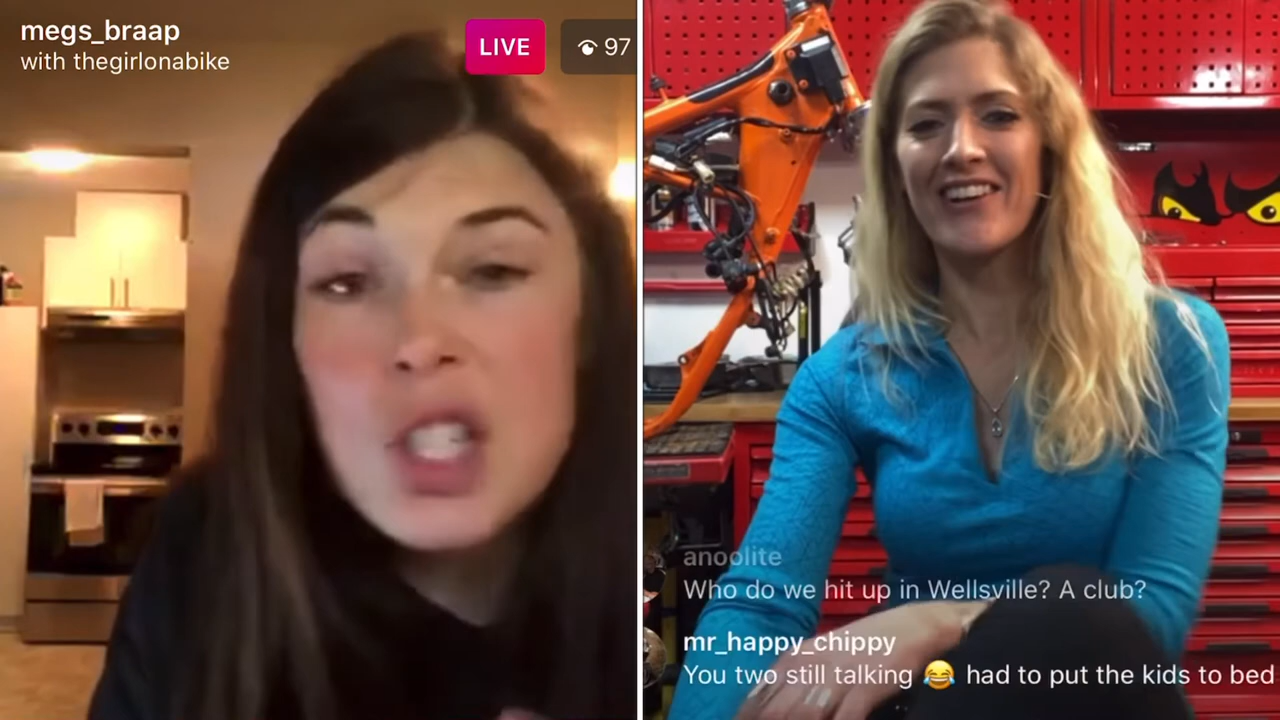 megs_braap
with thegirlonabike
LIVE
97
anoolite
Who do we hit up in Wellsville? A club?
mr_happy_chippy
You two still talking 😂 had to put the kids to bed